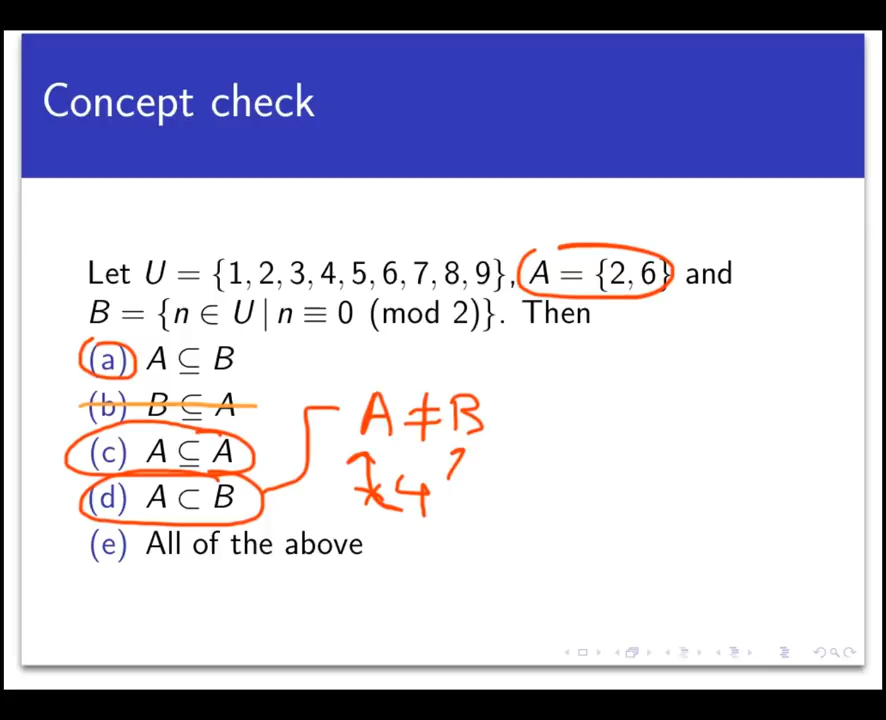 Concept check
Let U = {1, 2, 3, 4, 5, 6, 7, 8, 9}, A = {2, 6} and
B = {n ∈ U | n ≡ 0 (mod 2)}. Then
(a) A ⊆ B
(b) B ⊆ A
(c) A ⊆ A
(d) A ⊂ B
(e) All of the above
A ≠ B
4